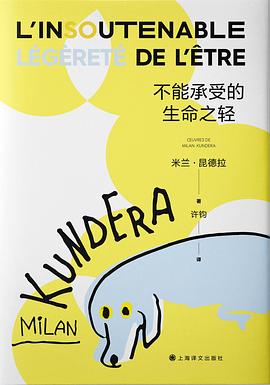 L'INSOUTENABLE
LÉGÈRETÉ DE L'ÊTRE
不能承受的
生命之轻
ŒUVRES DE
MILAN KUNDERA
米兰·昆德拉
著
许钧
译
KUNDERA
MiLAN
上海译文出版社